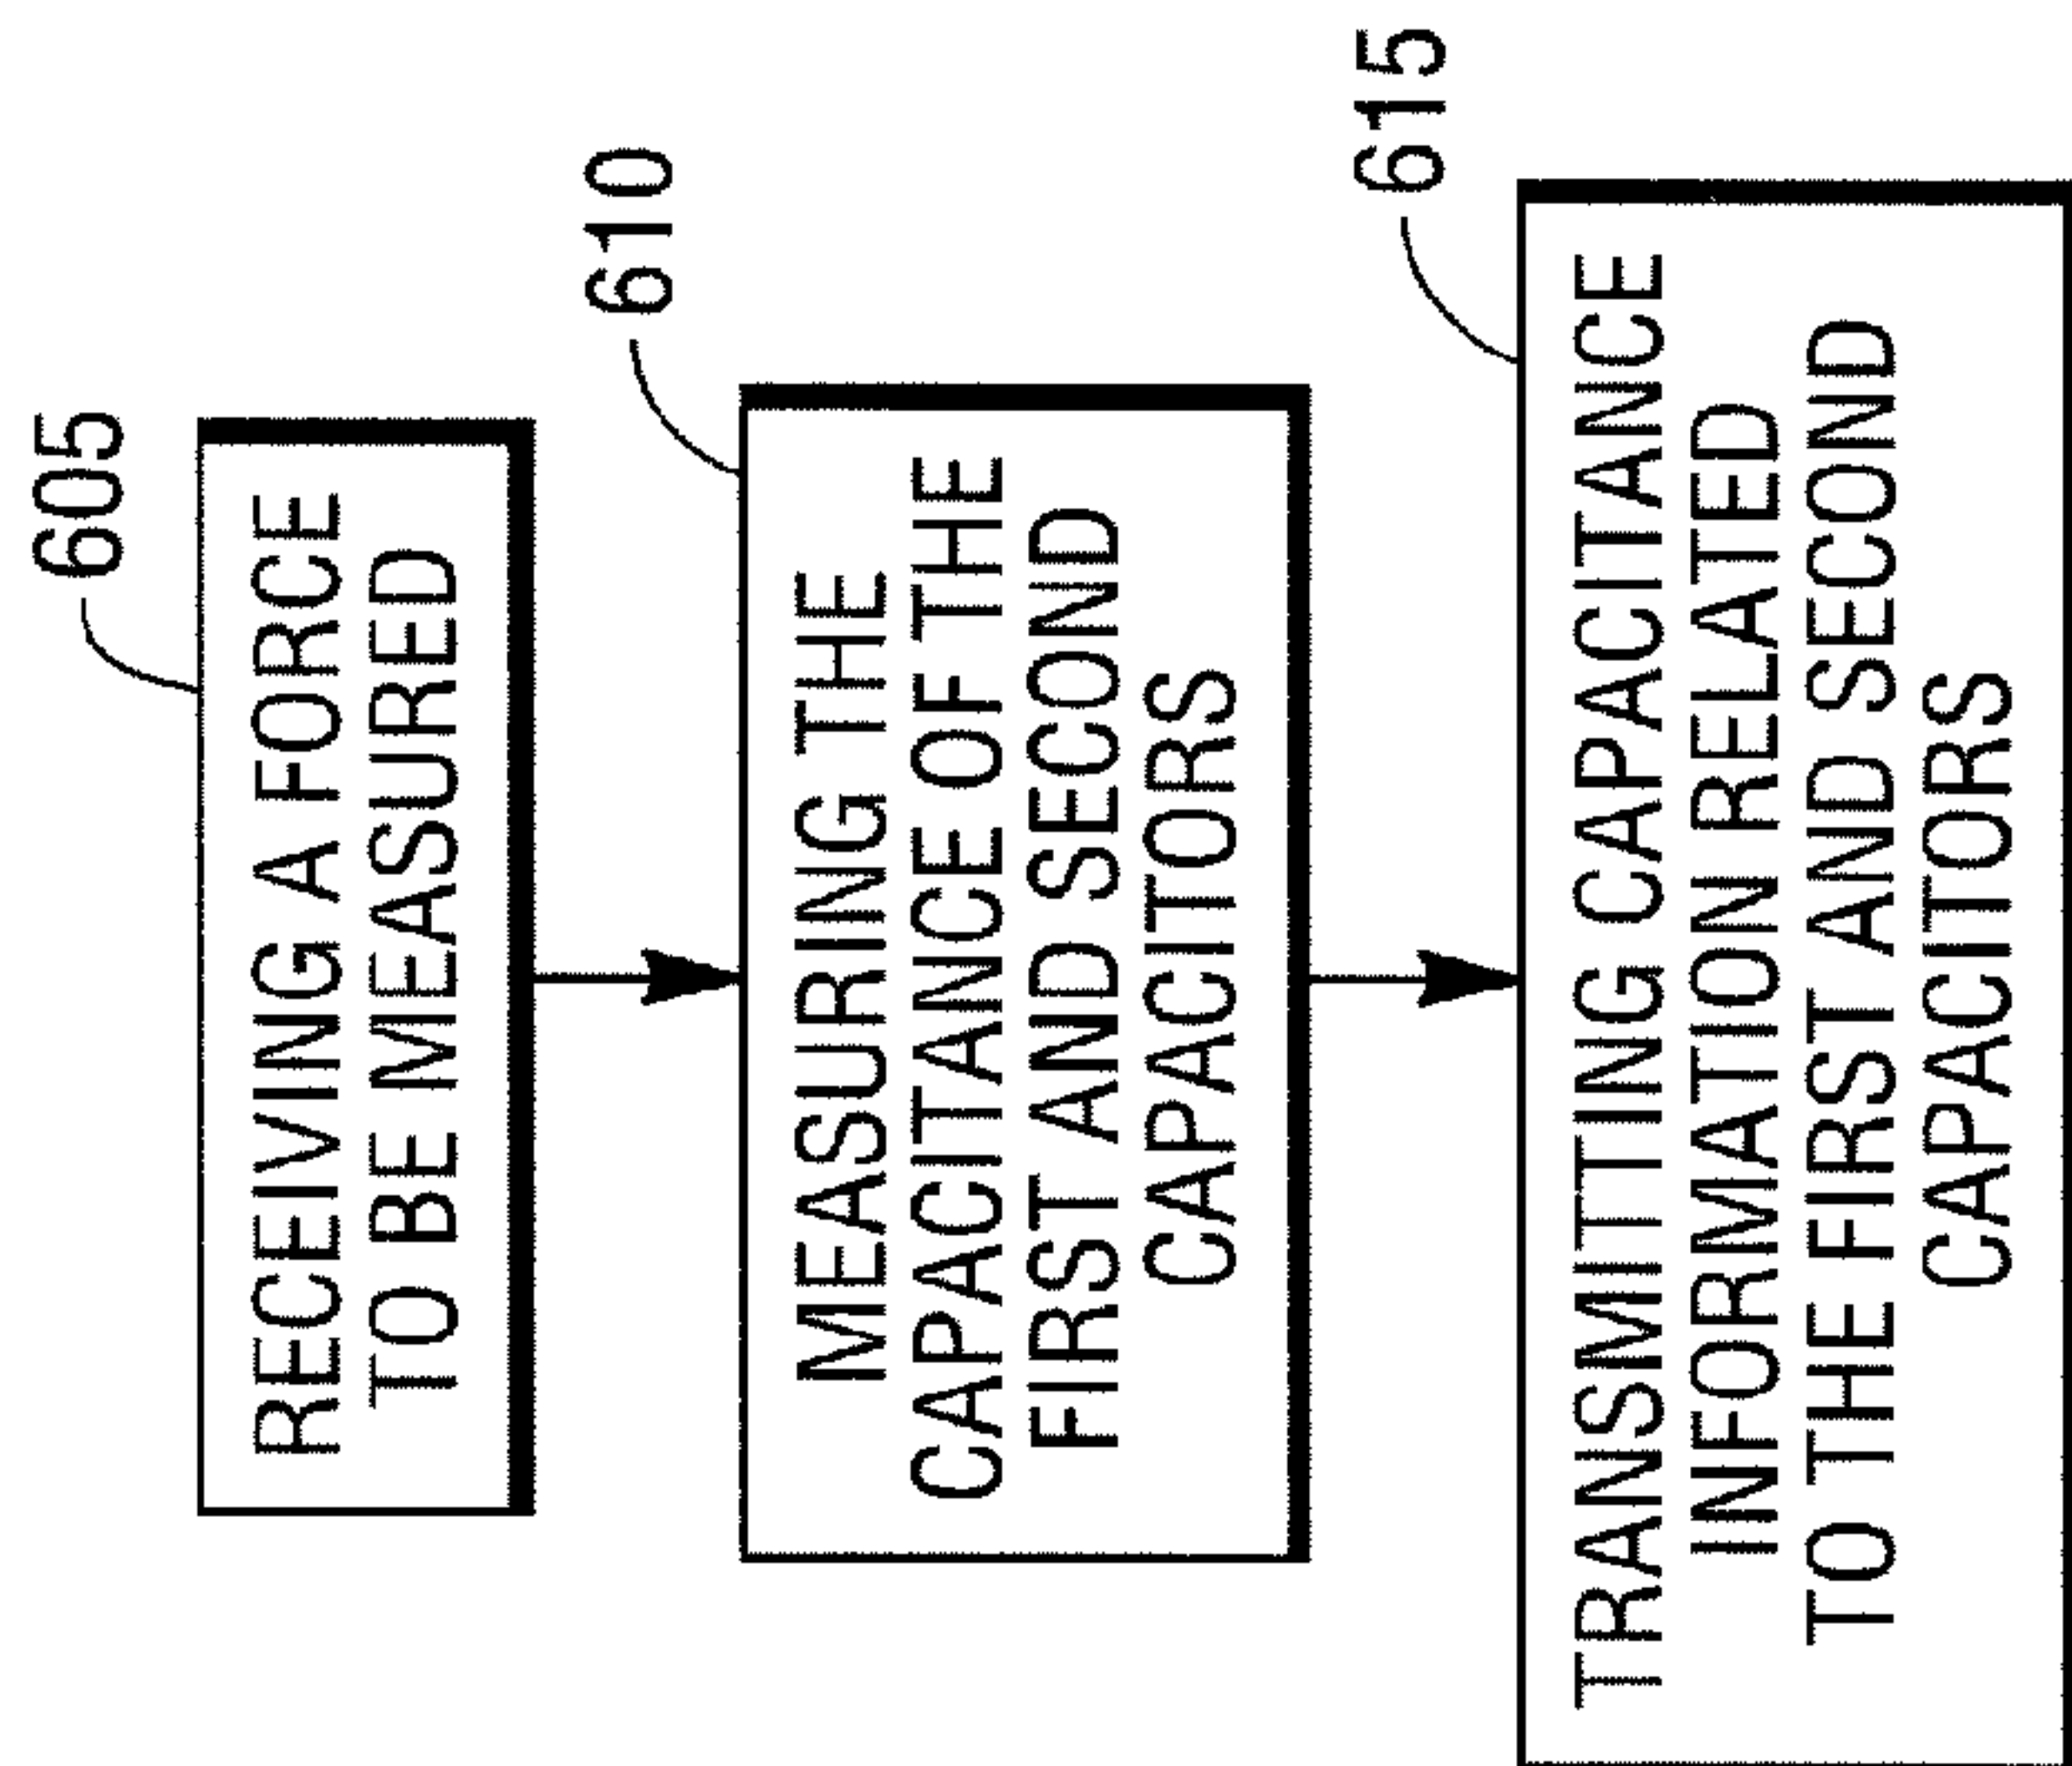 605
RECEIVING A FORCE
TO BE MEASURED
610
MEASURING THE
CAPACITANCE OF THE
FIRST AND SECOND
CAPACITORS
615
TRANSMITTING CAPACITANCE
INFORMATION RELATED
TO THE FIRST AND SECOND
CAPACITORS